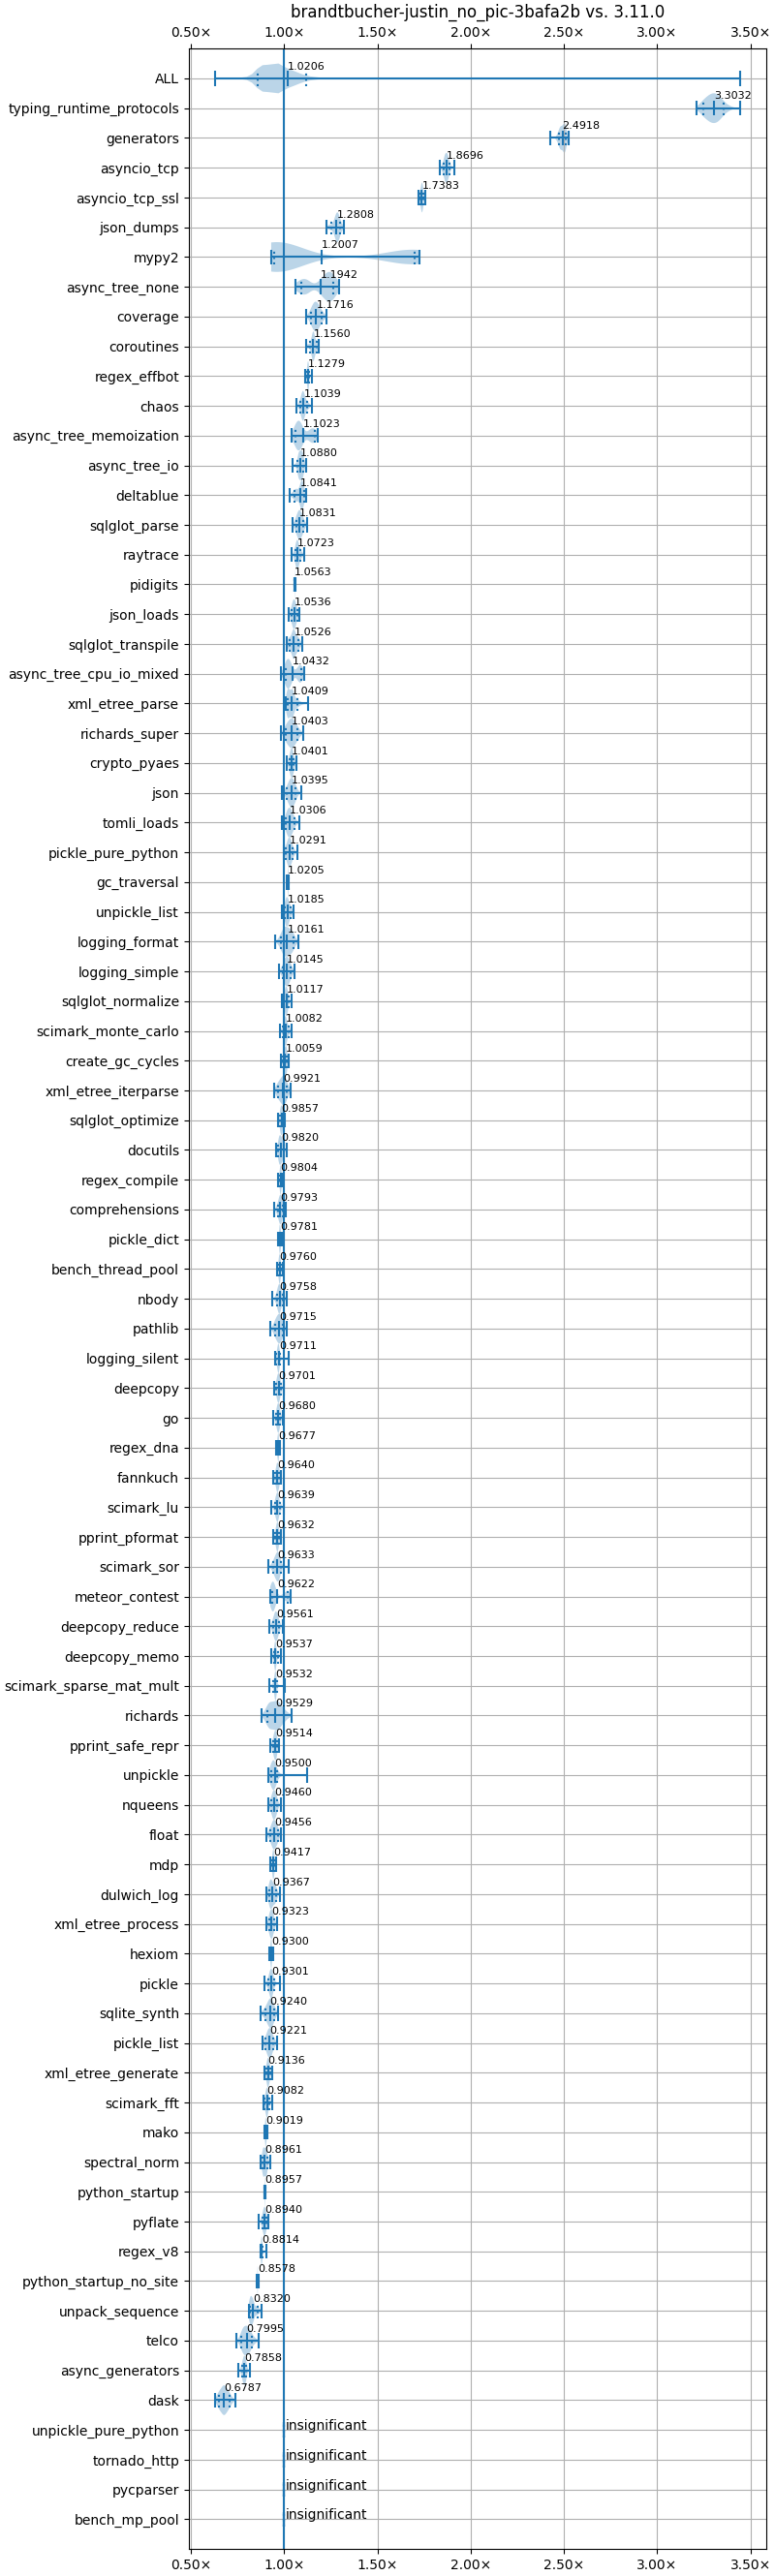 brandtbucher-justin_no_pic-3bafa2b vs. 3.11.0
0.50× 1.00× 1.50× 2.00× 2.50× 3.00× 3.50×
ALL 1.0206
typing_runtime_protocols 3.3032
generators 2.4918
asyncio_tcp 1.8696
asyncio_tcp_ssl 1.7383
json_dumps 1.2808
mypy2 1.2007
async_tree_none 1.1942
coverage 1.1716
coroutines 1.1560
regex_effbot 1.1279
chaos 1.1039
async_tree_memoization 1.1023
async_tree_io 1.0880
deltablue 1.0841
sqlglot_parse 1.0831
raytrace 1.0723
pidigits 1.0563
json_loads 1.0536
sqlglot_transpile 1.0526
async_tree_cpu_io_mixed 1.0432
xml_etree_parse 1.0409
richards_super 1.0403
crypto_pyaes 1.0401
json 1.0395
tomli_loads 1.0306
pickle_pure_python 1.0291
gc_traversal 1.0205
unpickle_list 1.0185
logging_format 1.0161
logging_simple 1.0145
sqlglot_normalize 1.0117
scimark_monte_carlo 1.0082
create_gc_cycles 1.0059
xml_etree_iterparse 0.9921
sqlglot_optimize 0.9857
docutils 0.9820
regex_compile 0.9804
comprehensions 0.9793
pickle_dict 0.9781
bench_thread_pool 0.9760
nbody 0.9758
pathlib 0.9715
logging_silent 0.9711
deepcopy 0.9701
go 0.9680
regex_dna 0.9677
fannkuch 0.9640
scimark_lu 0.9639
pprint_pformat 0.9632
scimark_sor 0.9633
meteor_contest 0.9622
deepcopy_reduce 0.9561
deepcopy_memo 0.9537
scimark_sparse_mat_mult 0.9532
richards 0.9529
pprint_safe_repr 0.9514
unpickle 0.9500
nqueens 0.9460
float 0.9456
mdp 0.9417
dulwich_log 0.9367
xml_etree_process 0.9323
hexiom 0.9300
pickle 0.9301
sqlite_synth 0.9240
pickle_list 0.9221
xml_etree_generate 0.9136
scimark_fft 0.9082
mako 0.9019
spectral_norm 0.8961
python_startup 0.8957
pyflate 0.8940
regex_v8 0.8814
python_startup_no_site 0.8578
unpack_sequence 0.8320
telco 0.7995
async_generators 0.7858
dask 0.6787
unpickle_pure_python insignificant
tornado_http insignificant
pycparser insignificant
bench_mp_pool insignificant
0.50× 1.00× 1.50× 2.00× 2.50× 3.00× 3.50×